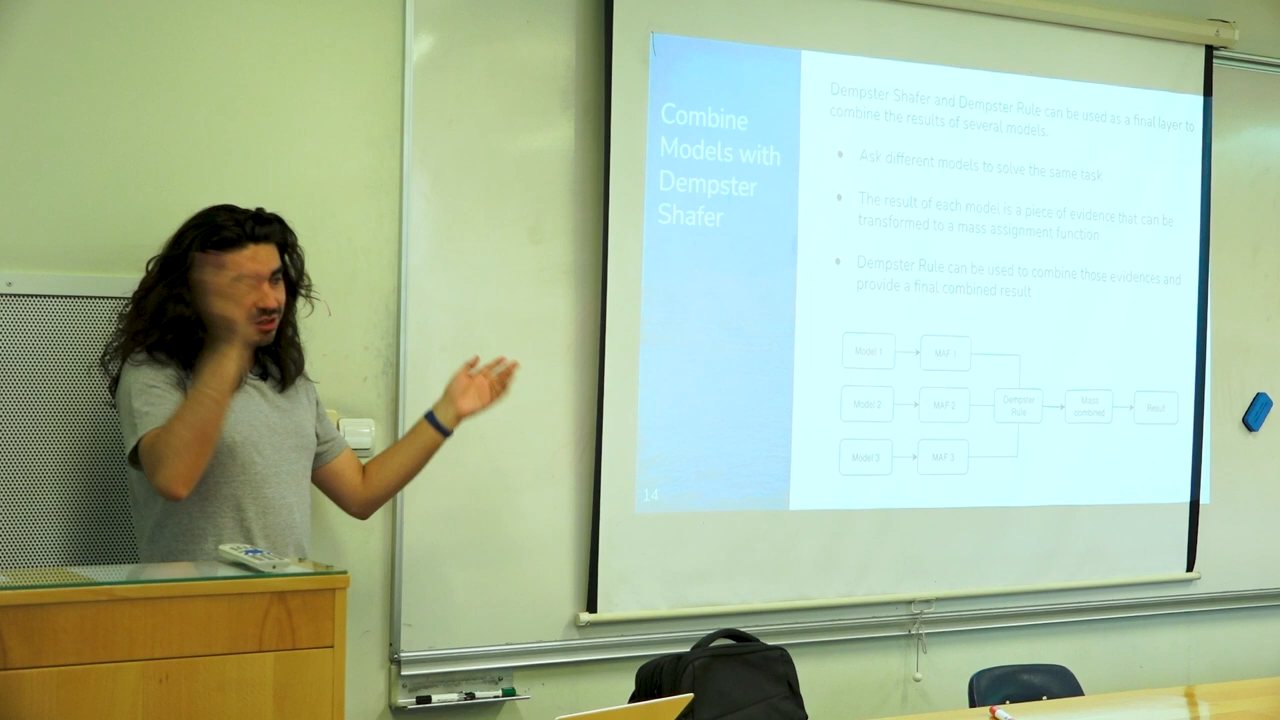 Combine
Models with
Dempster
Shafer
14
Dempster Shafer and Dempster Rule can be used as a final layer to
combine the results of several models.
● Ask different models to solve the same task
● The result of each model is a piece of evidence that can be
transformed to a mass assignment function
● Dempster Rule can be used to combine those evidences and
provide a final combined result
Model 1
MAF 1
Model 2
MAF 2
Dempster
Rule
Mass
combined
Result
Model 3
MAF 3